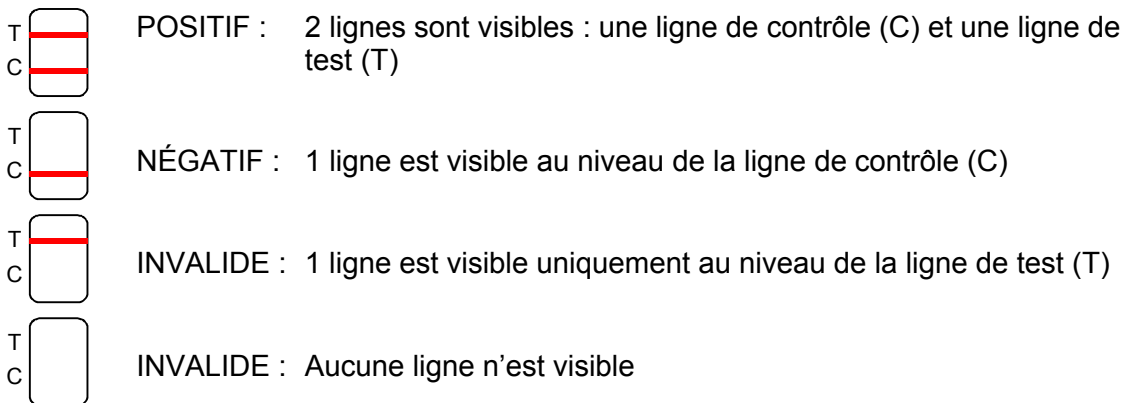 T
C
POSITIF : 2 lignes sont visibles : une ligne de contrôle (C) et une ligne de
test (T)
T
C
NÉGATIF : 1 ligne est visible au niveau de la ligne de contrôle (C)
T
C
INVALIDE : 1 ligne est visible uniquement au niveau de la ligne de test (T)
T
C
INVALIDE : Aucune ligne n’est visible